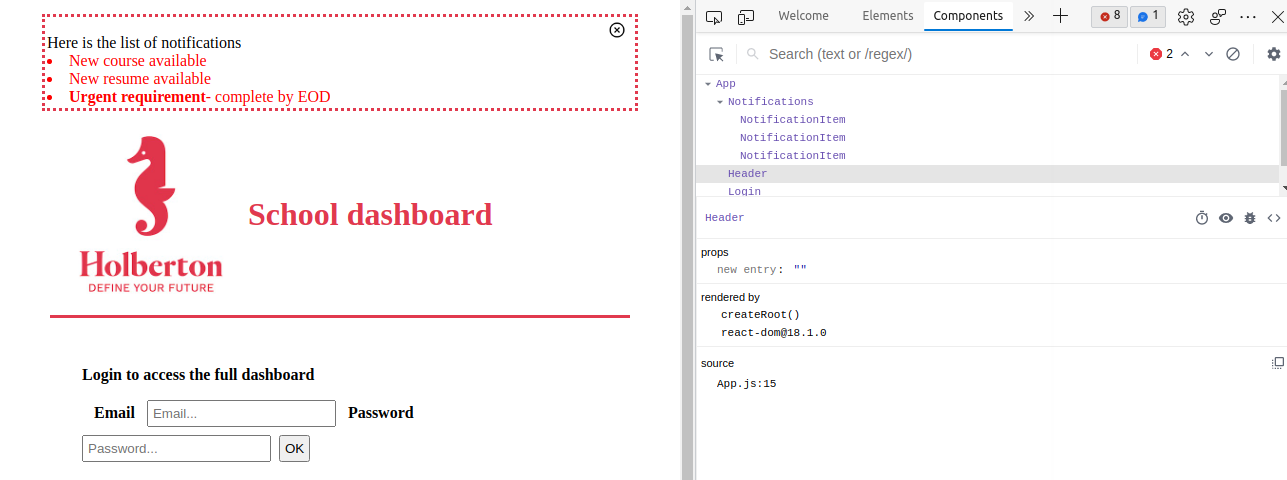 Here is the list of notifications
New course available
New resume available
Urgent requirement- complete by EOD
Holberton
DEFINE YOUR FUTURE
School dashboard
Login to access the full dashboard
Email Email... Password
Password... OK
Welcome Elements Components 8 1
Search (text or /regex/) 2
App
Notifications
NotificationItem
NotificationItem
NotificationItem
Header
Login
Header
props
new entry: ""
rendered by
createRoot()
react-dom@18.1.0
source
App.js:15